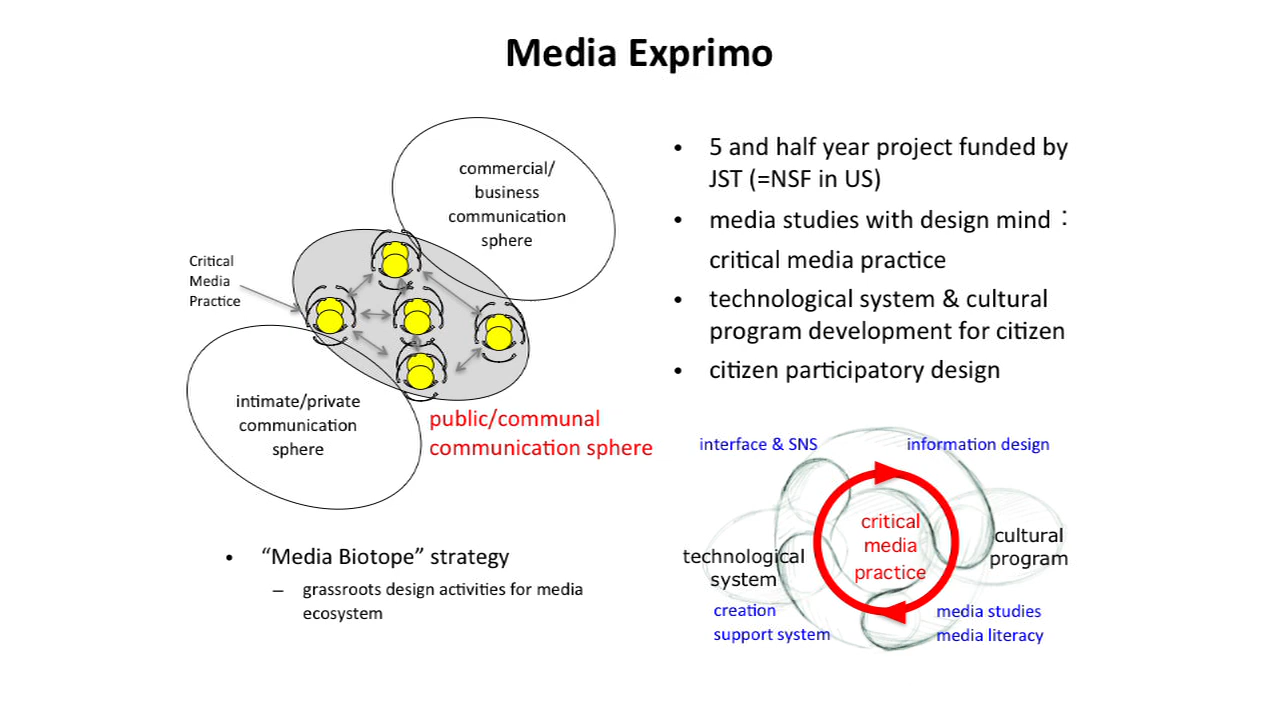 Media Exprimo
commercial/
business
communication
sphere
Critical
Media
Practice
intimate/private
communication
sphere
public/communal
communication sphere
• “Media Biotope” strategy
– grassroots design activities for media
ecosystem
• 5 and half year project funded by
JST (=NSF in US)
• media studies with design mind：
critical media practice
• technological system & cultural
program development for citizen
• citizen participatory design
interface & SNS
information design
critical
media
practice
technological
system
cultural
program
creation
support system
media studies
media literacy